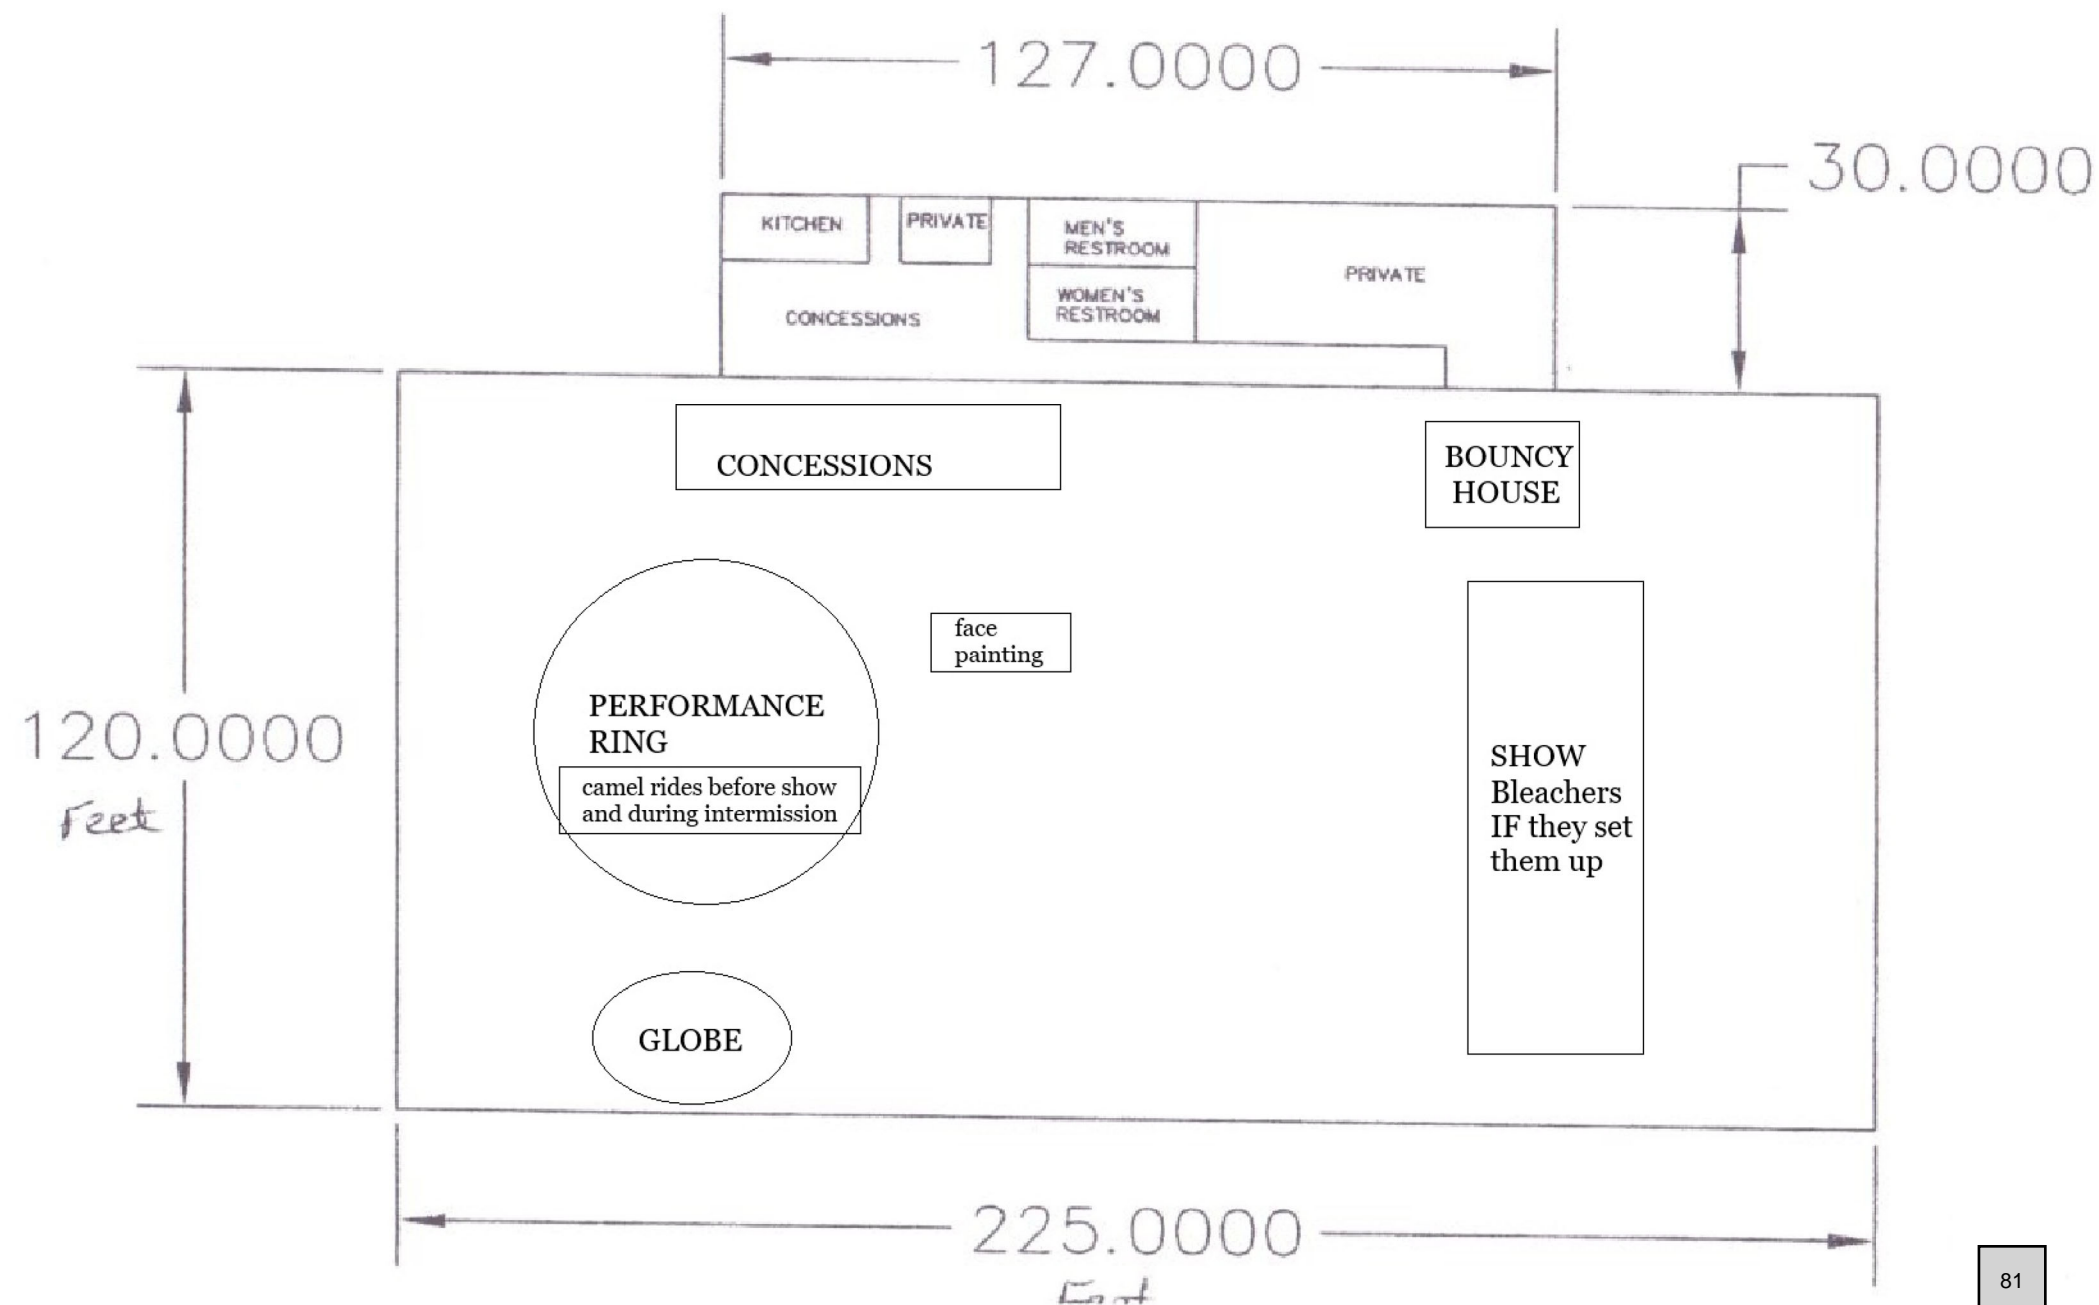 127.0000
30.0000
KITCHEN
PRIVATE
MEN'S
RESTROOM
PRIVATE
WOMEN'S
RESTROOM
CONCESSIONS
CONCESSIONS
BOUNCY
HOUSE
face
painting
PERFORMANCE
RING
camel rides before show
and during intermission
120.0000
Feet
SHOW
Bleachers
IF they set
them up
GLOBE
225.0000
81